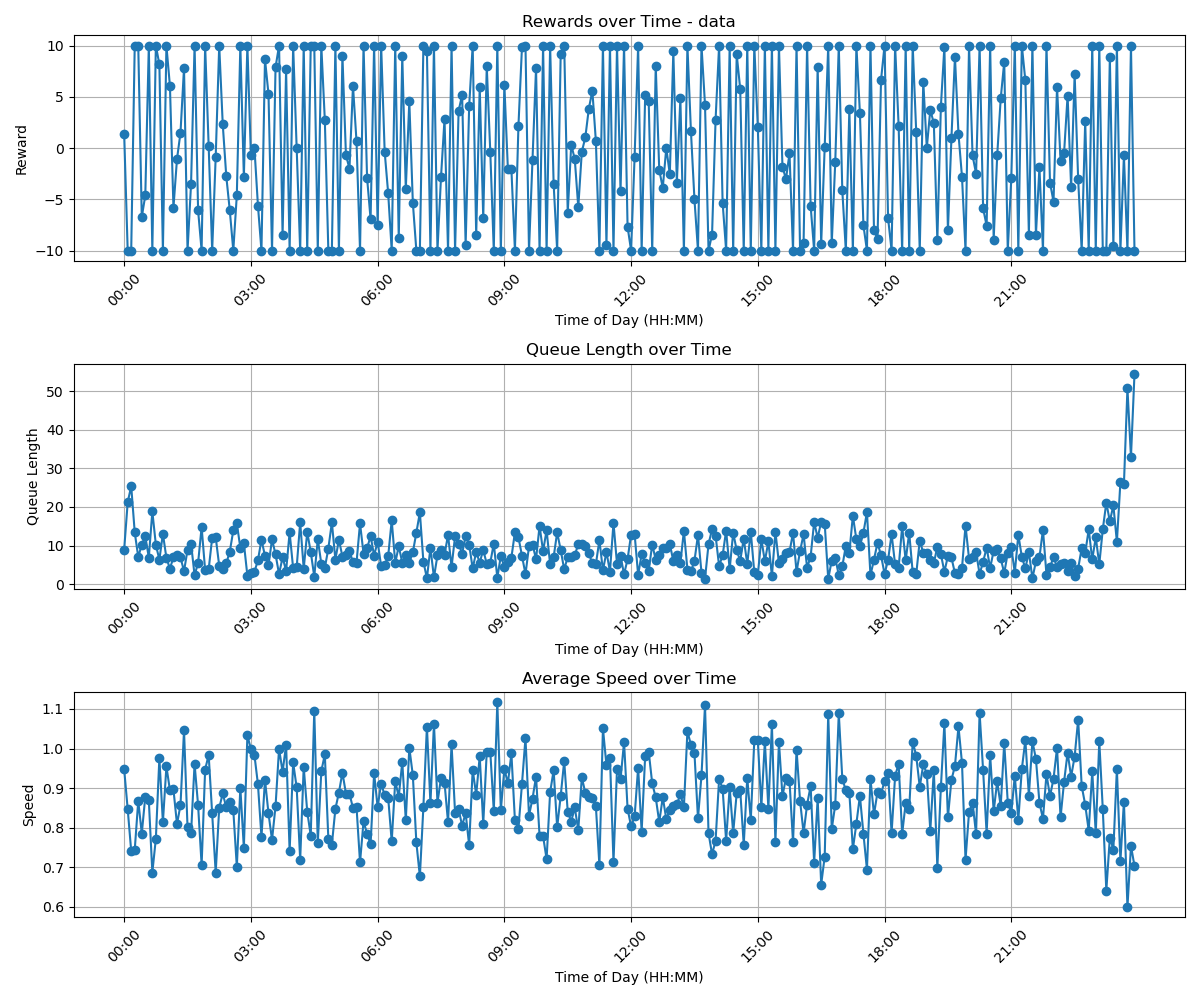 Rewards over Time - data
Reward
10
5
0
−5
−10
00:00 03:00 06:00 09:00 12:00 15:00 18:00 21:00
Time of Day (HH:MM)
Queue Length over Time
Queue Length
50
40
30
20
10
0
00:00 03:00 06:00 09:00 12:00 15:00 18:00 21:00
Time of Day (HH:MM)
Average Speed over Time
Speed
1.1
1.0
0.9
0.8
0.7
0.6
00:00 03:00 06:00 09:00 12:00 15:00 18:00 21:00
Time of Day (HH:MM)